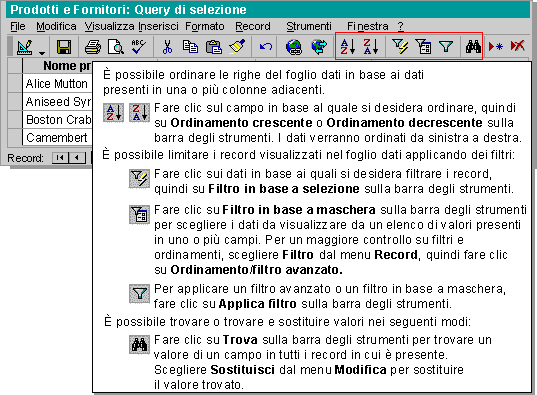 Prodotti e Fornitori: Query di selezione
File Modifica Visualizza Inserisci Formato Record Strumenti Finestra ?
Nome pr
Alice Mutton
Aniseed Syr
Boston Crab
Camembert
Record:
È possibile ordinare le righe del foglio dati in base ai dati
presenti in una o più colonne adiacenti.
Fare clic sul campo in base al quale si desidera ordinare, quindi
su Ordinamento crescente o Ordinamento decrescente sulla
barra degli strumenti. I dati verranno ordinati da sinistra a destra.
È possibile limitare i record visualizzati nel foglio dati applicando dei filtri:
Fare clic sui dati in base ai quali si desidera filtrare i record,
quindi su Filtro in base a selezione sulla barra degli strumenti.
Fare clic su Filtro in base a maschera sulla barra degli strumenti
per scegliere i dati da visualizzare da un elenco di valori presenti
in uno o più campi. Per un maggiore controllo su filtri e
ordinamenti, scegliere Filtro dal menu Record, quindi fare clic
su Ordinamento/filtro avanzato.
Per applicare un filtro avanzato o un filtro in base a maschera,
fare clic su Applica filtro sulla barra degli strumenti.
È possibile trovare o trovare e sostituire valori nei seguenti modi:
Fare clic su Trova sulla barra degli strumenti per trovare un
valore di un campo in tutti i record in cui è presente.
Scegliere Sostituisci dal menu Modifica per sostituire
il valore trovato.